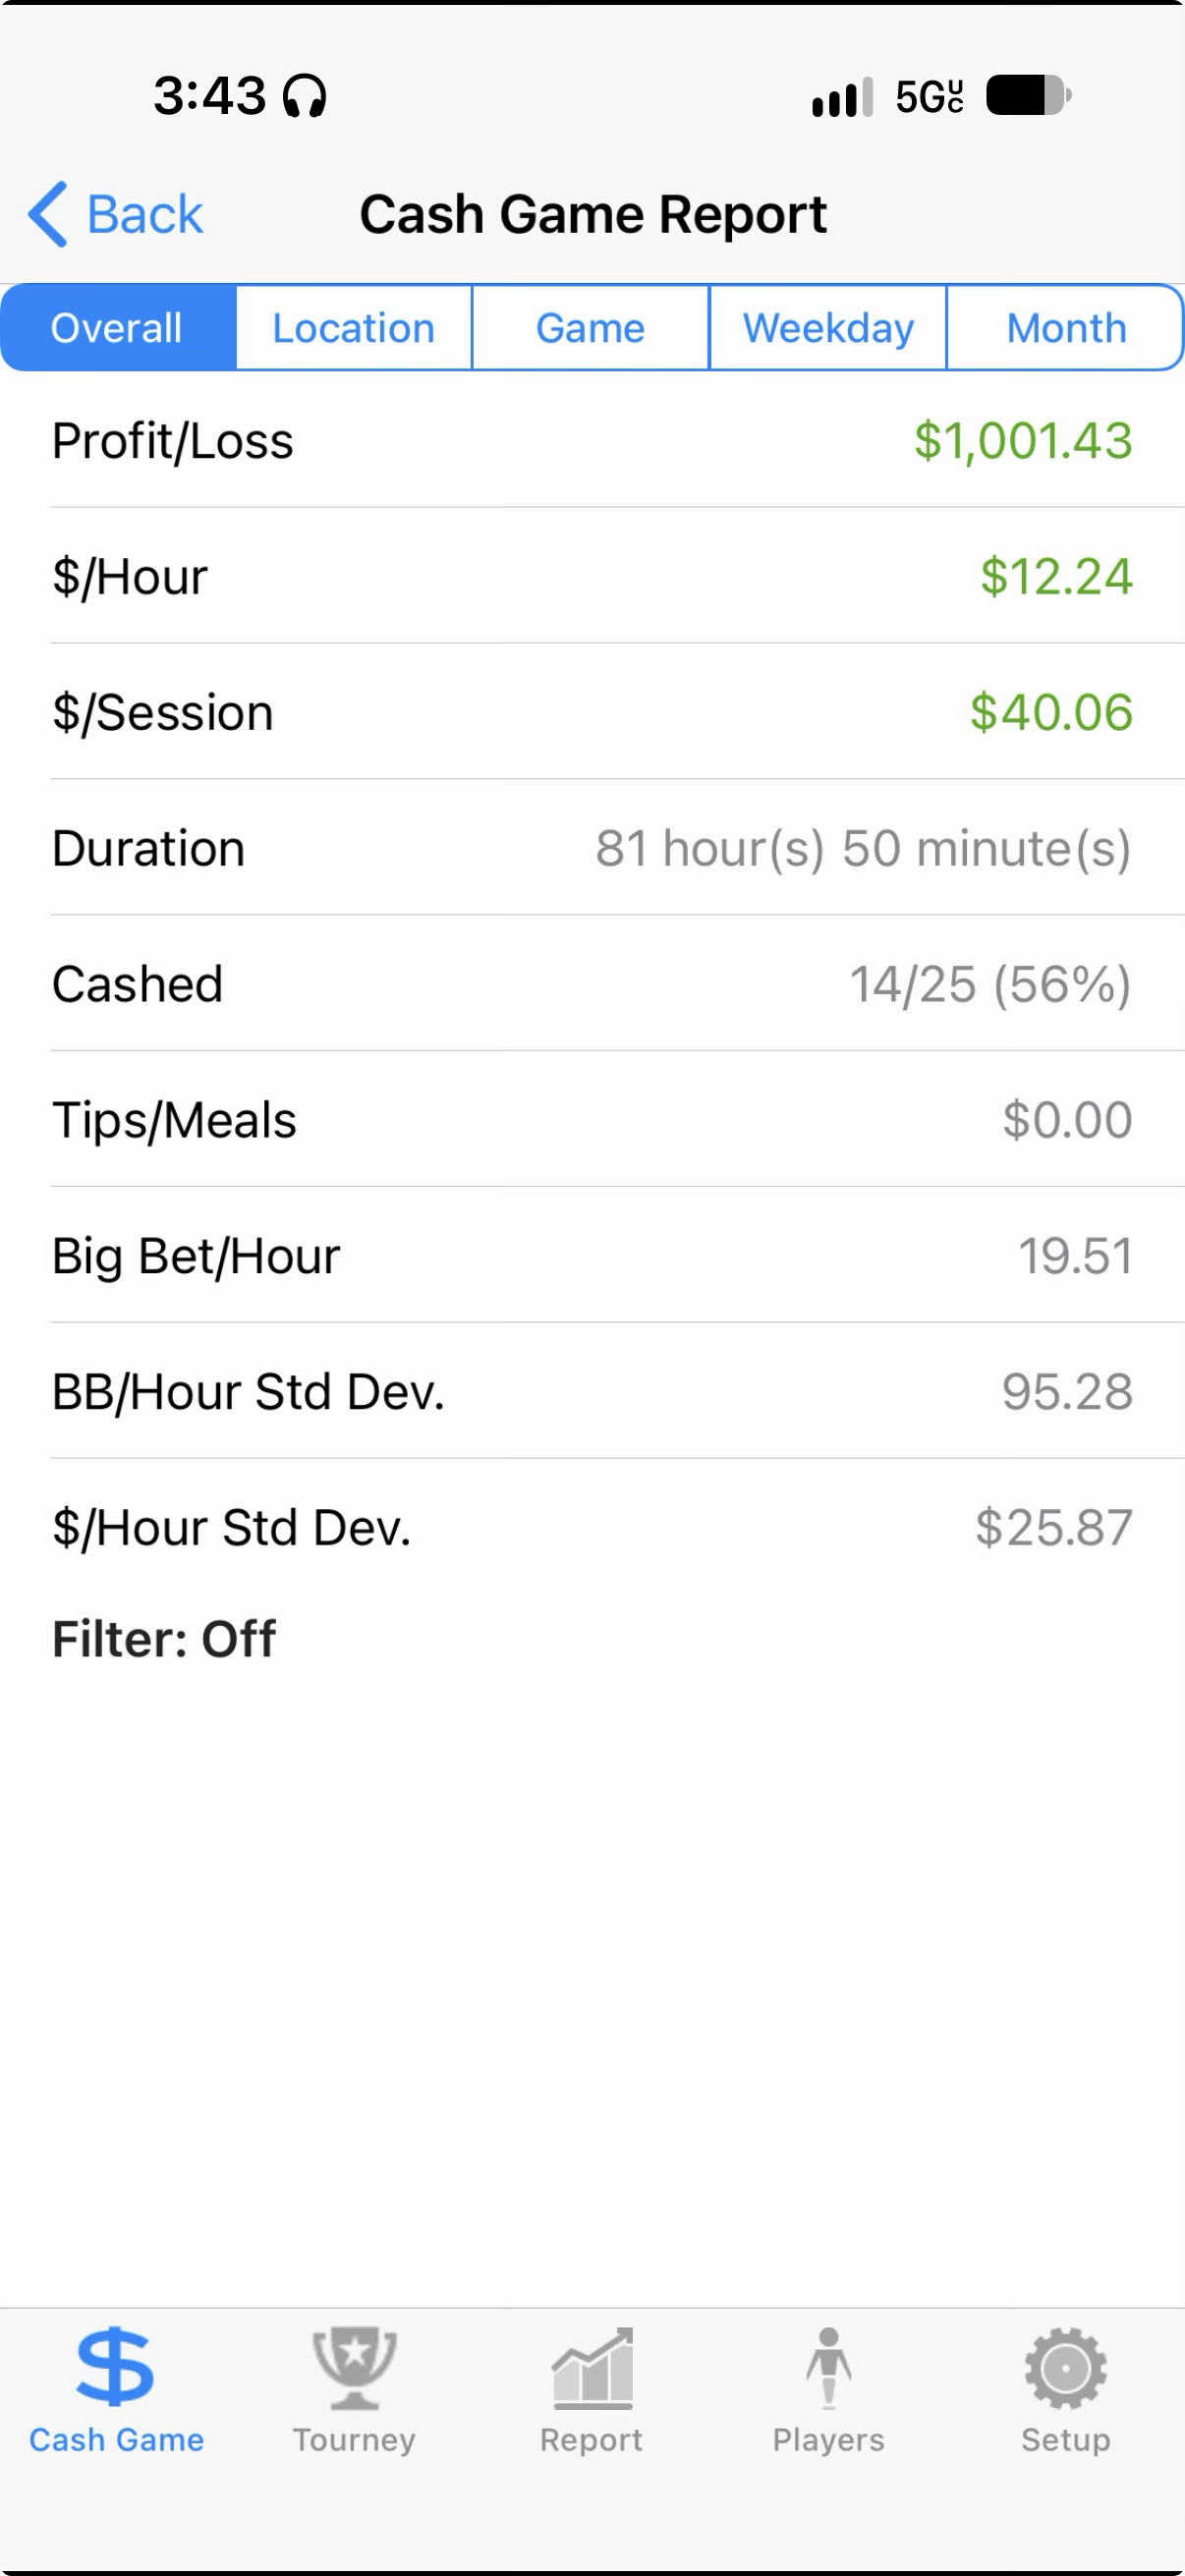 3:43 5GUC
Back Cash Game Report
Overall Location Game Weekday Month
Profit/Loss $1,001.43
$/Hour $12.24
$/Session $40.06
Duration 81 hour(s) 50 minute(s)
Cashed 14/25 (56%)
Tips/Meals $0.00
Big Bet/Hour 19.51
BB/Hour Std Dev. 95.28
$/Hour Std Dev. $25.87
Filter: Off
Cash Game Tourney Report Players Setup